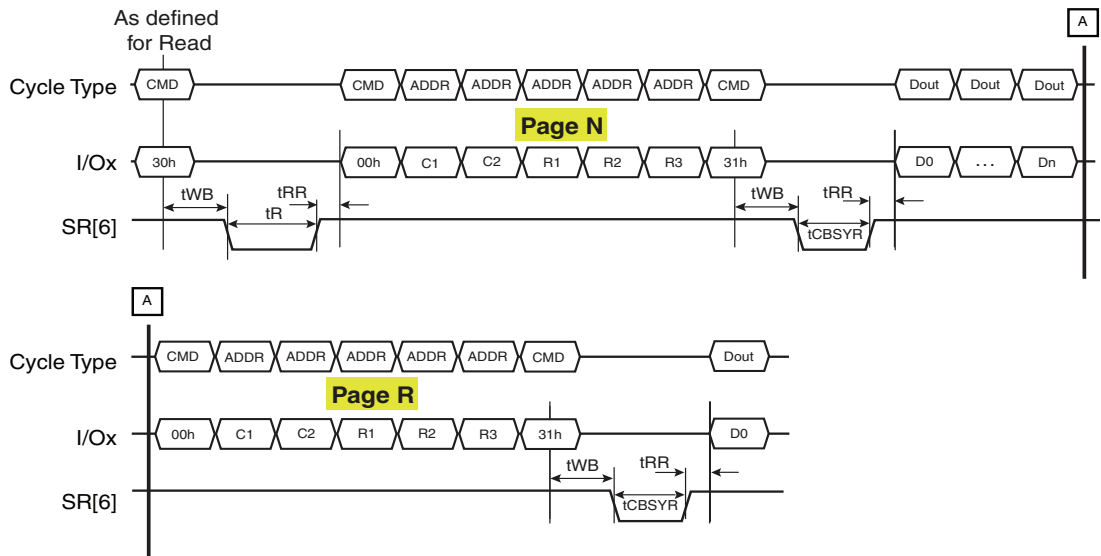 As defined
for Read
A
Cycle Type CMD CMD ADDR ADDR ADDR ADDR ADDR CMD Dout Dout Dout
Page N
I/Ox 30h 00h C1 C2 R1 R2 R3 31h D0 ... Dn
tWB tRR tWB tRR
tR
SR[6] tCBSYR
A
Cycle Type CMD ADDR ADDR ADDR ADDR ADDR CMD Dout
Page R
I/Ox 00h C1 C2 R1 R2 R3 31h D0
tWB tRR
SR[6] tCBSYR